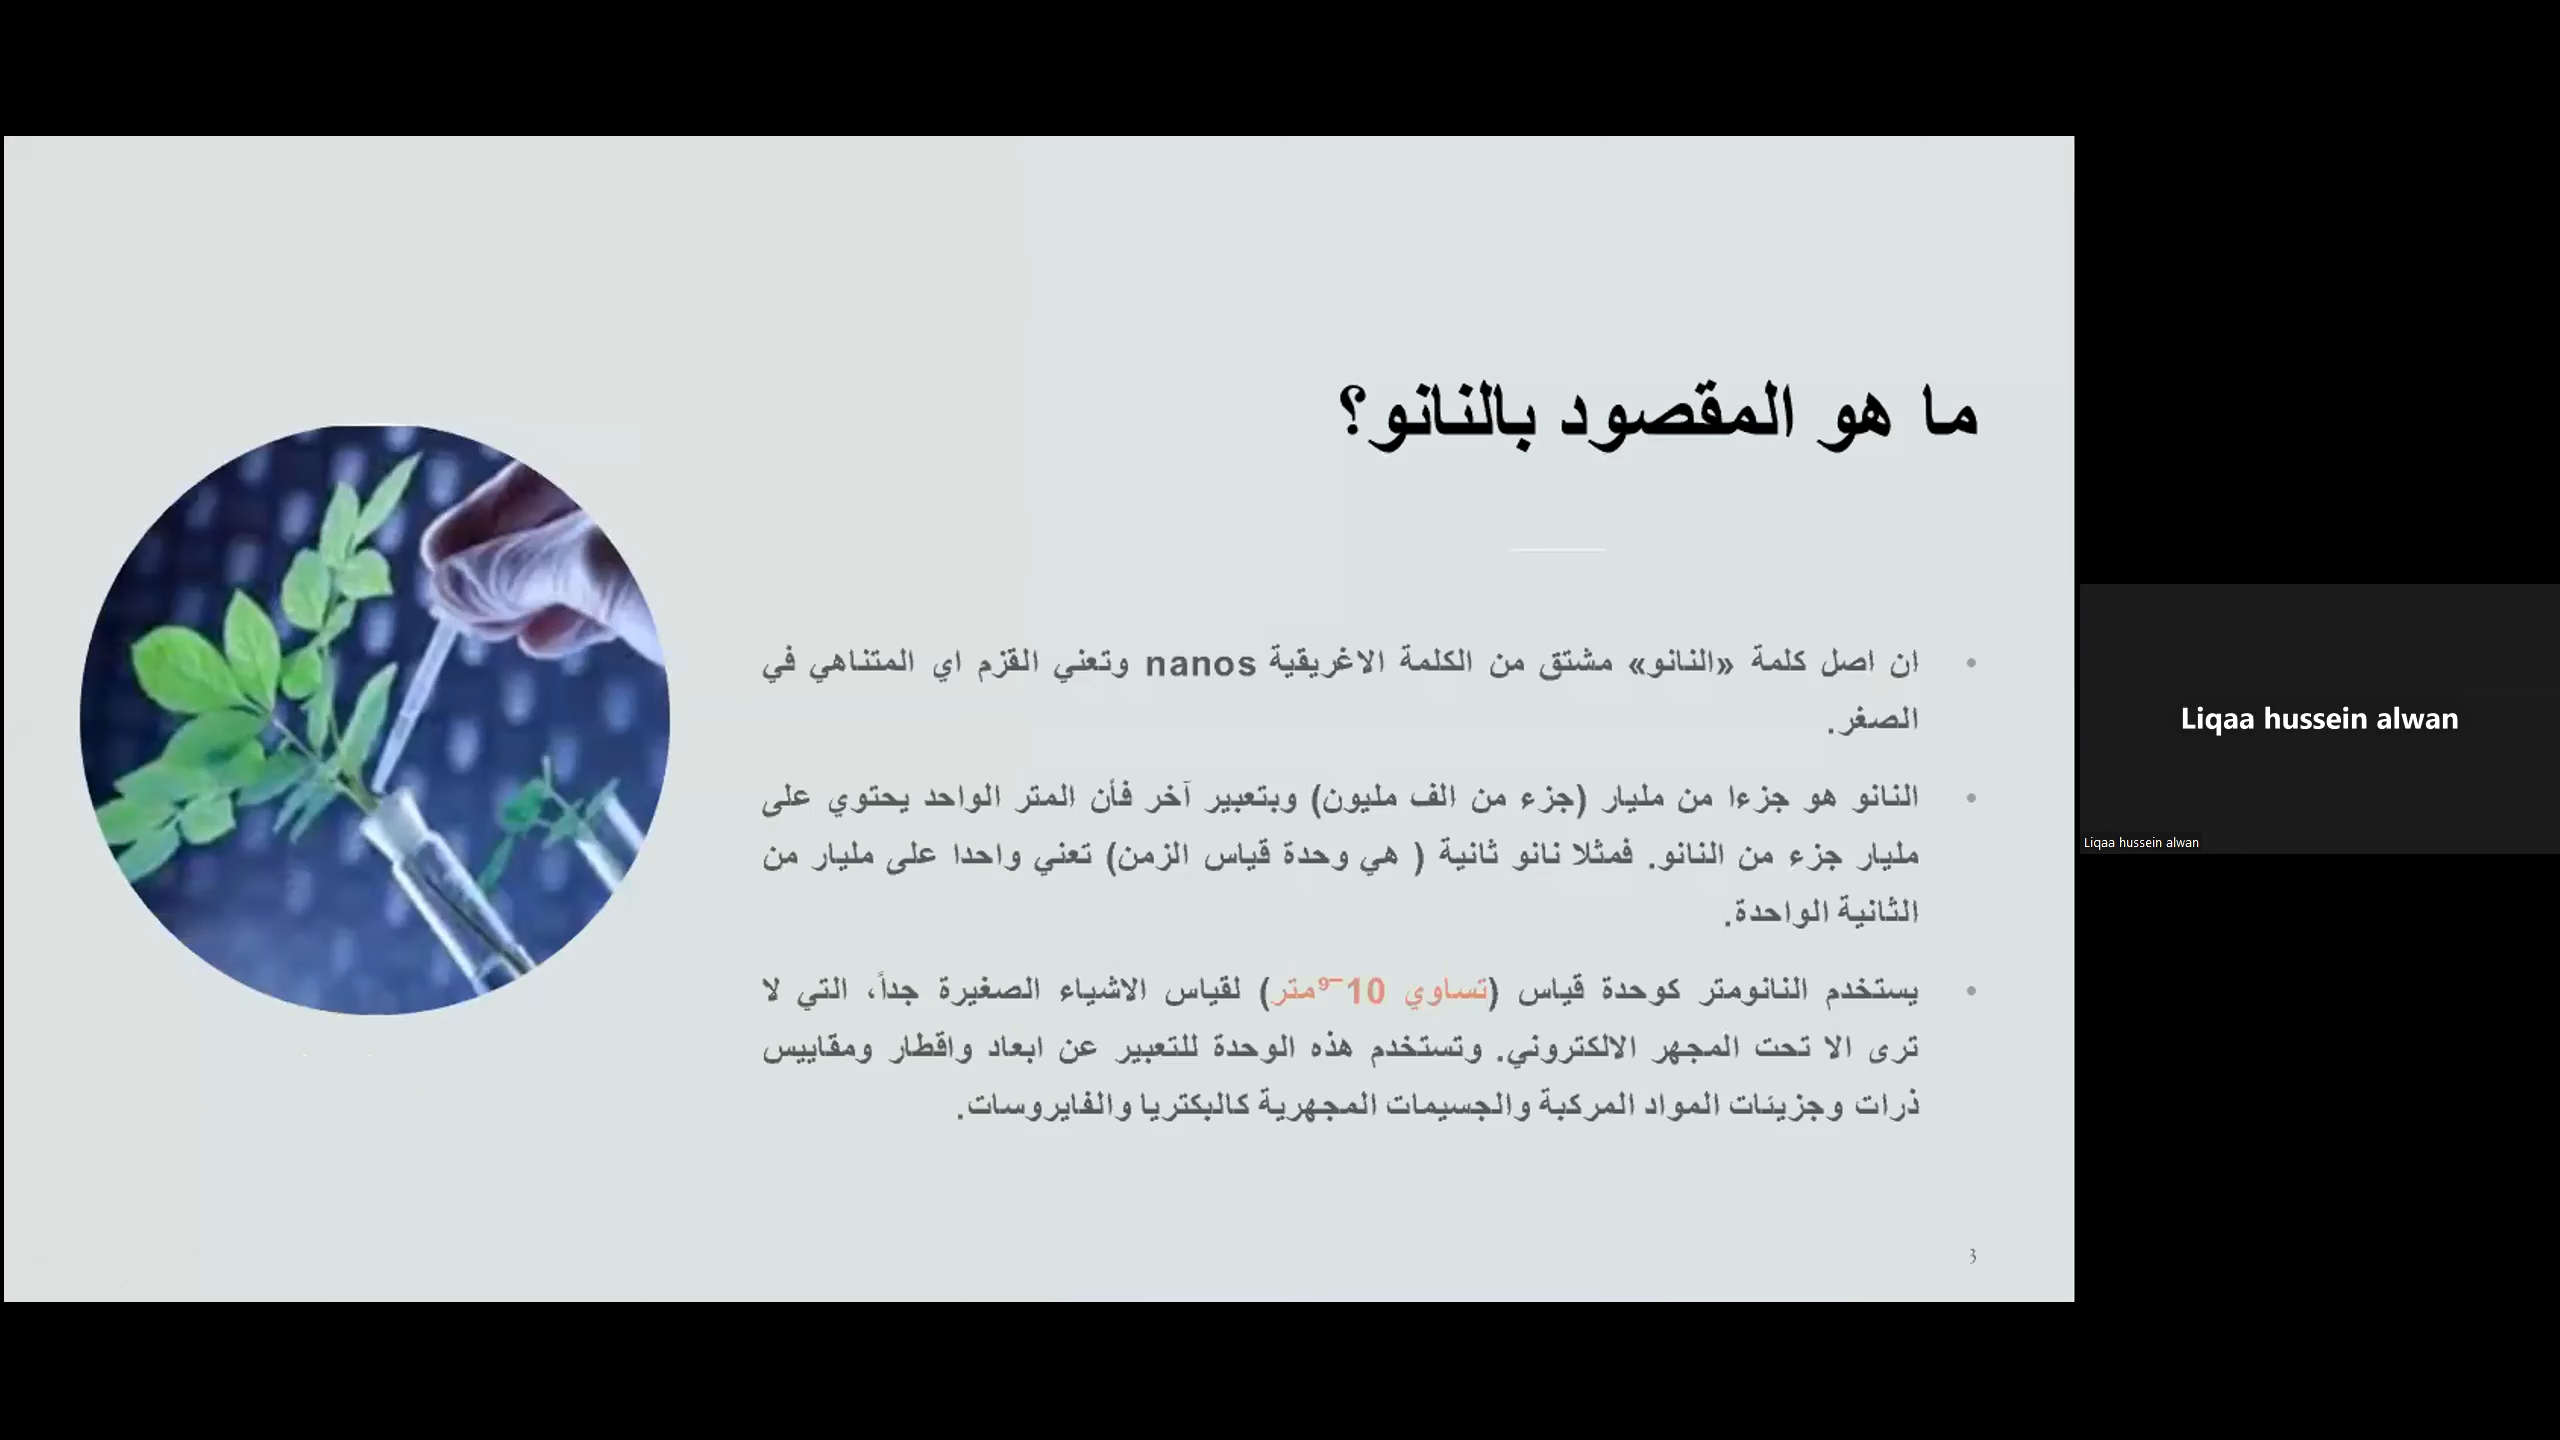 ما هو المقصود بالنانو؟
• ان اصل كلمة «النانو» مشتق من الكلمة الاغريقية nanos وتعني القزم اي المتناهي في
الصغر.
• النانو هو جزءا من مليار (جزء من الف مليون) وبتعبير آخر فأن المتر الواحد يحتوي على
مليار جزء من النانو. فمثلا نانو ثانية ( هي وحدة قياس الزمن) تعني واحدا على مليار من
الثانية الواحدة.
• يستخدم النانومتر كوحدة قياس (تساوي 10⁻⁹متر) لقياس الاشياء الصغيرة جداً، التي لا
ترى الا تحت المجهر الالكتروني. وتستخدم هذه الوحدة للتعبير عن ابعاد واقطار ومقاييس
ذرات وجزيئات المواد المركبة والجسيمات المجهرية كالبكتريا والفايروسات.
3
Liqaa hussein alwan
Liqaa hussein alwan